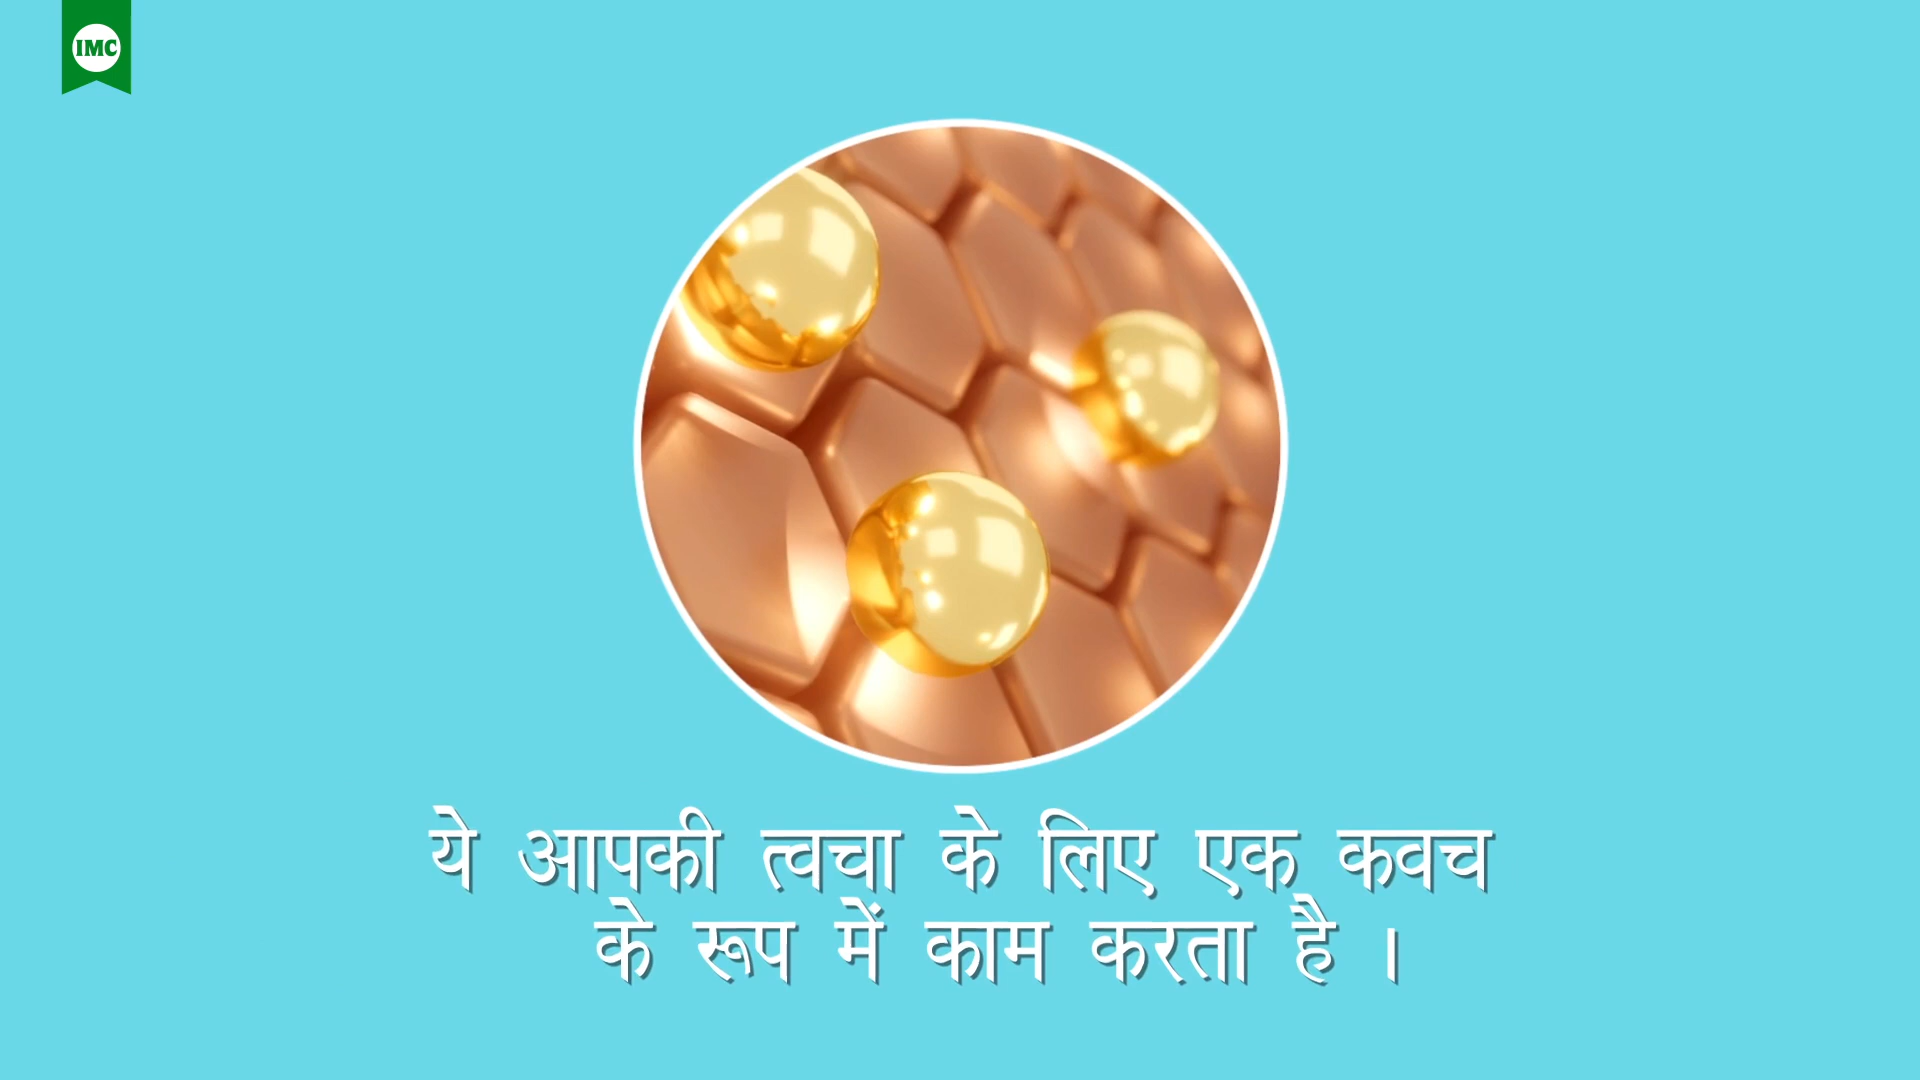 IMC
ये आपकी त्वचा के लिए एक कवच
के रूप में काम करता है ।